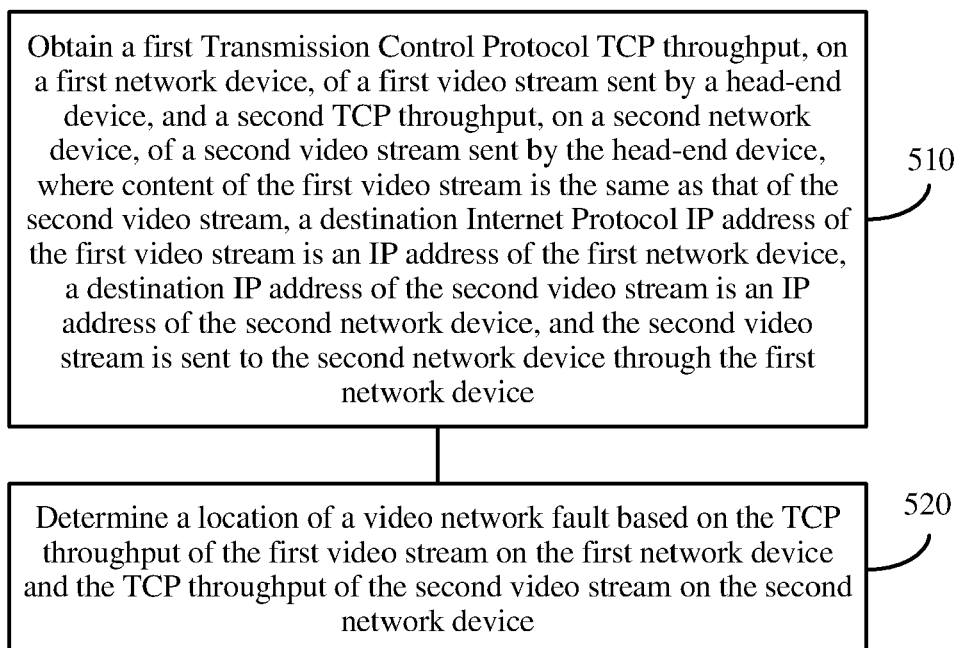 Obtain a first Transmission Control Protocol TCP throughput, on
a first network device, of a first video stream sent by a head-end
device, and a second TCP throughput, on a second network
device, of a second video stream sent by the head-end device,
where content of the first video stream is the same as that of the
second video stream, a destination Internet Protocol IP address of
the first video stream is an IP address of the first network device,
a destination IP address of the second video stream is an IP
address of the second network device, and the second video
stream is sent to the second network device through the first
network device
510
Determine a location of a video network fault based on the TCP
throughput of the first video stream on the first network device
and the TCP throughput of the second video stream on the second
network device
520